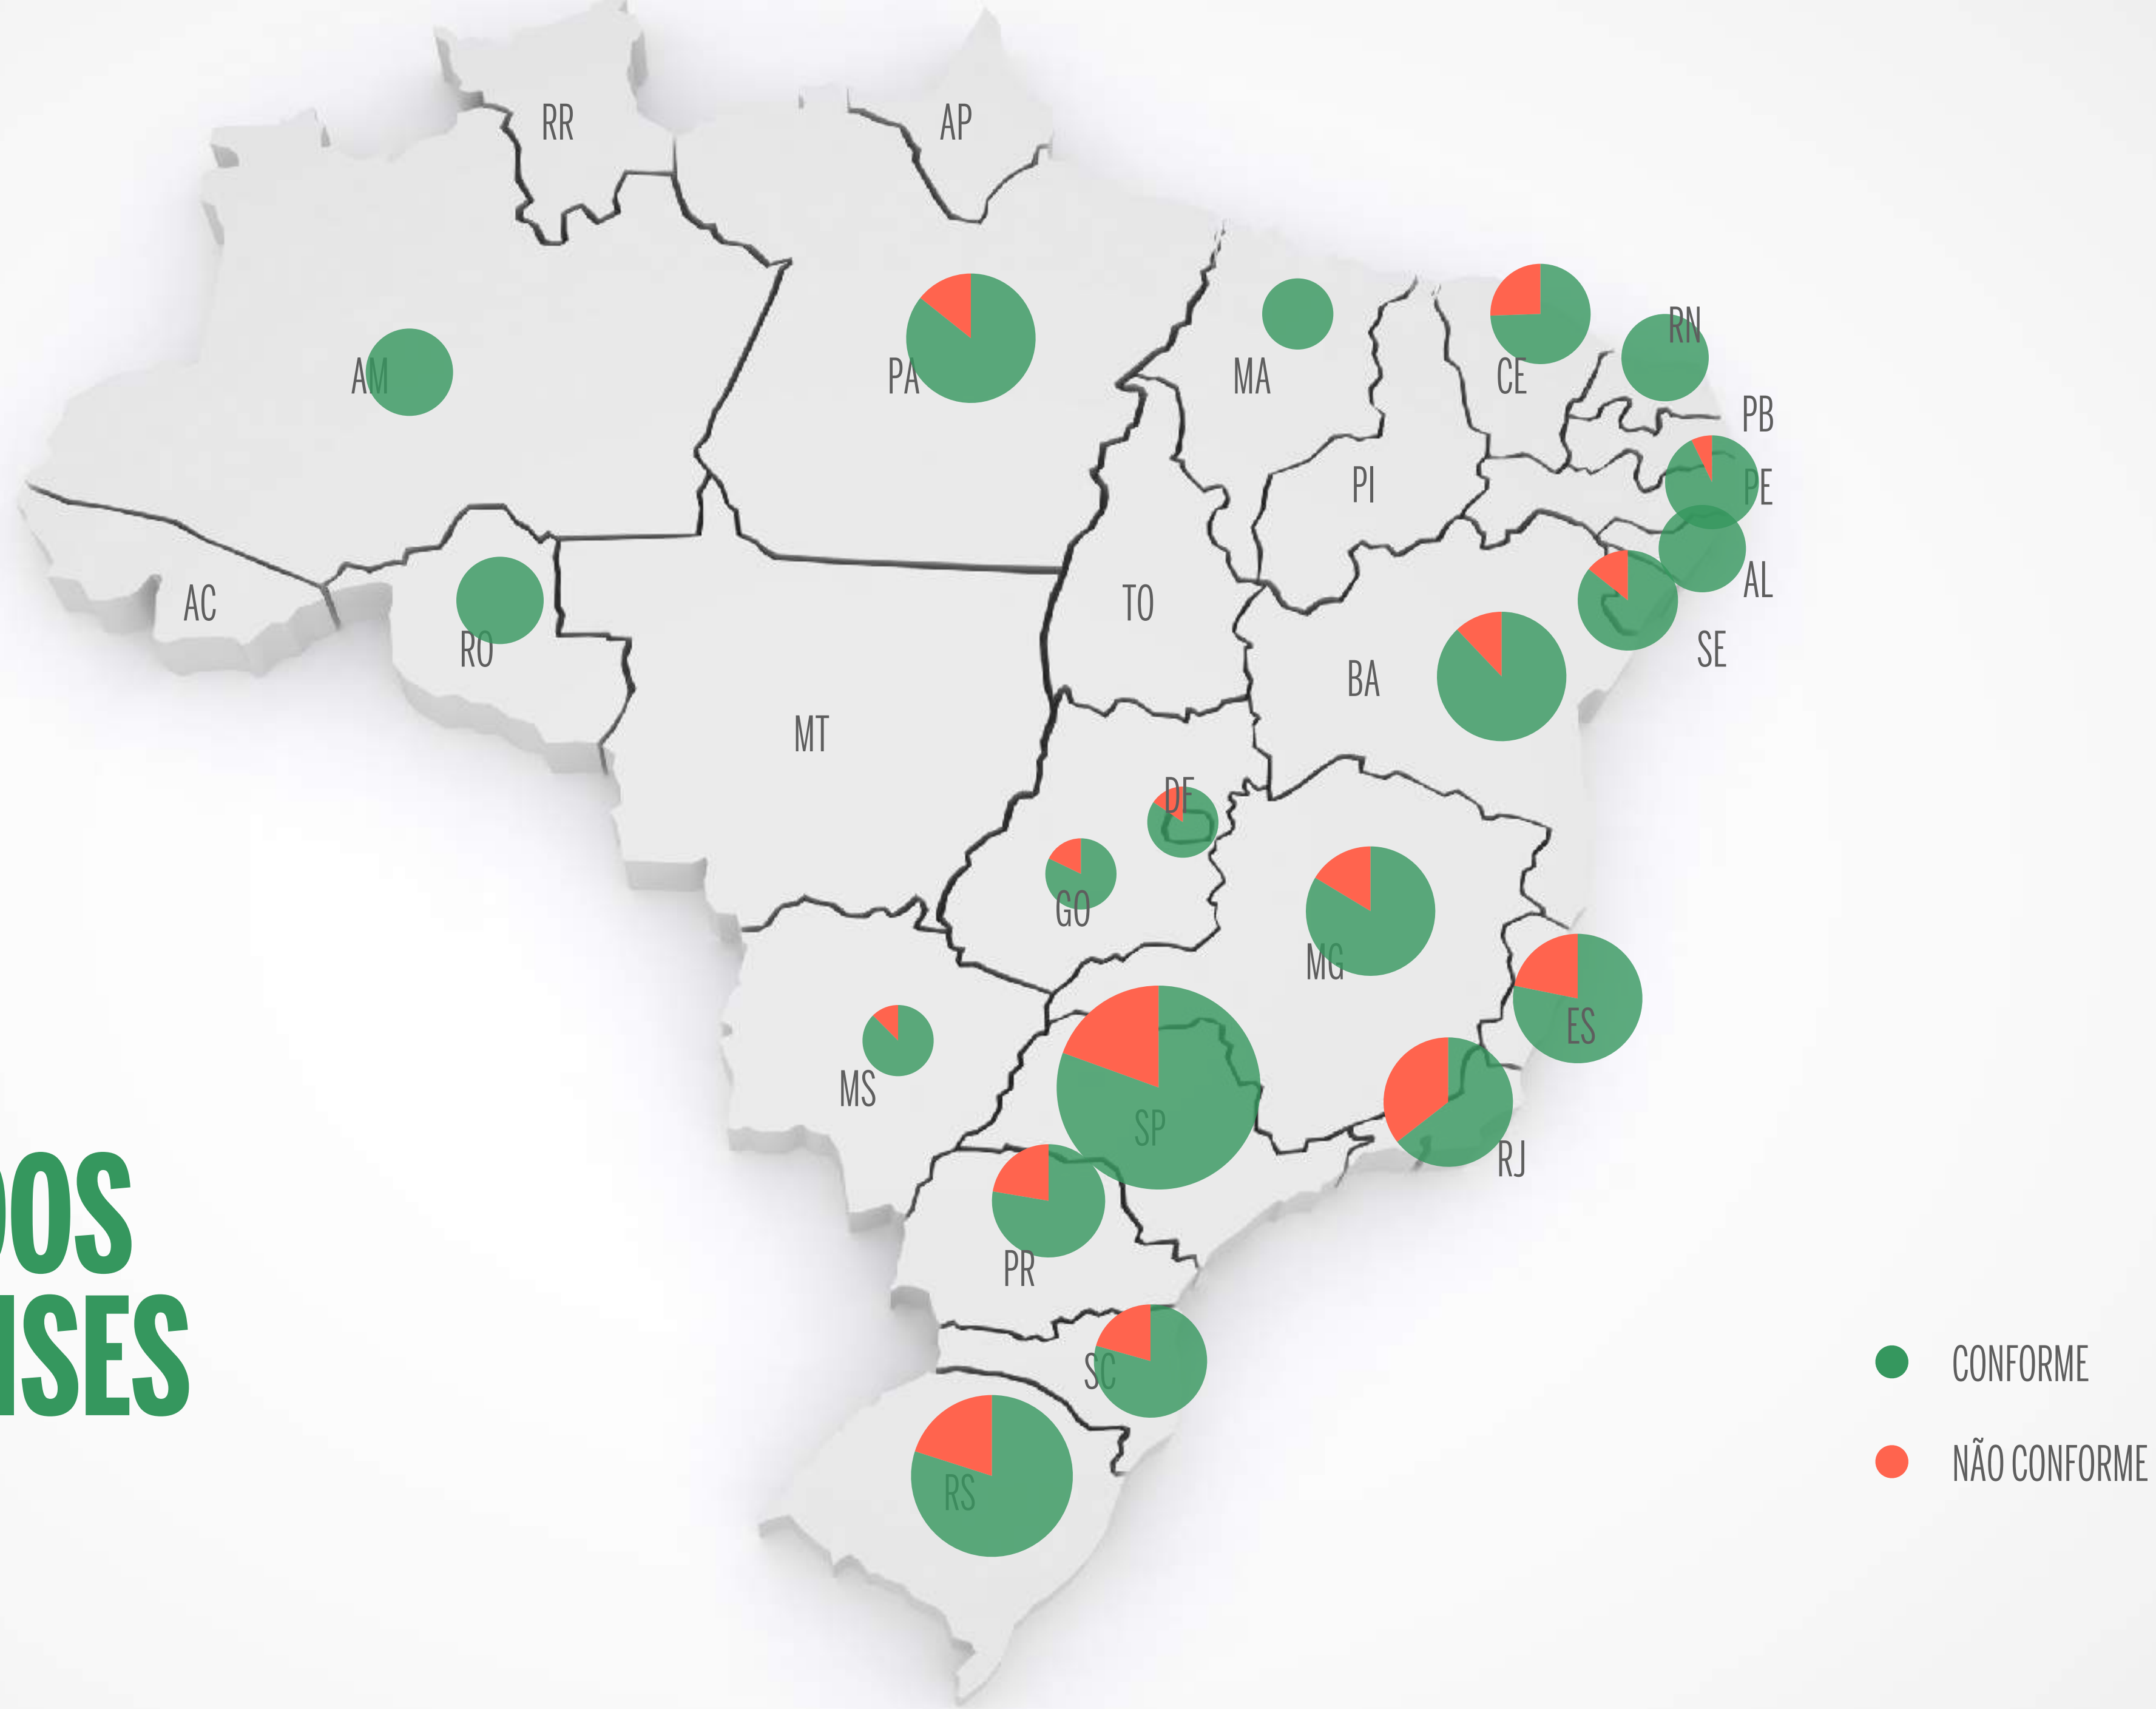 RR
AP
RN
AM
PA
MA
CE
PB
PI
PE
AL
AC
TO
RO
SE
BA
MT
DF
GO
MG
ES
MS
SP
RJ
PR
SC
RS
CONFORME
NÃO CONFORME